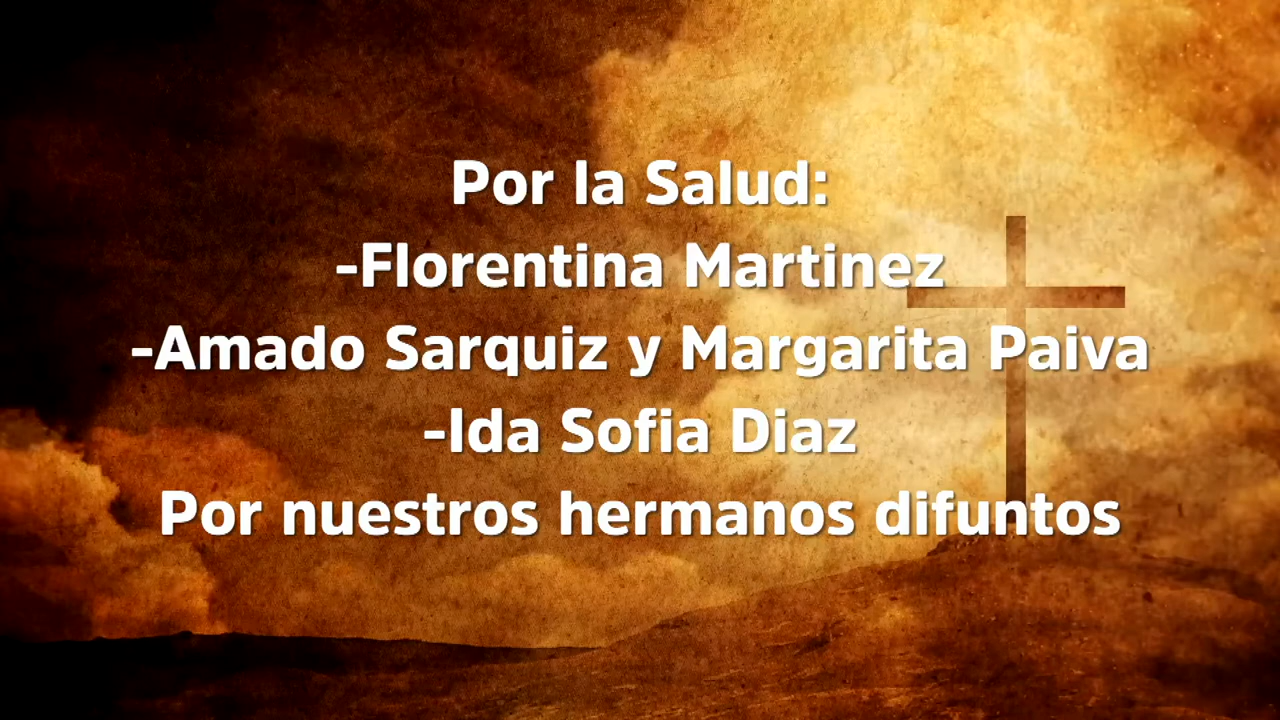 Por la Salud:
-Florentina Martinez
-Amado Sarquiz y Margarita Paiva
-Ida Sofia Diaz
Por nuestros hermanos difuntos